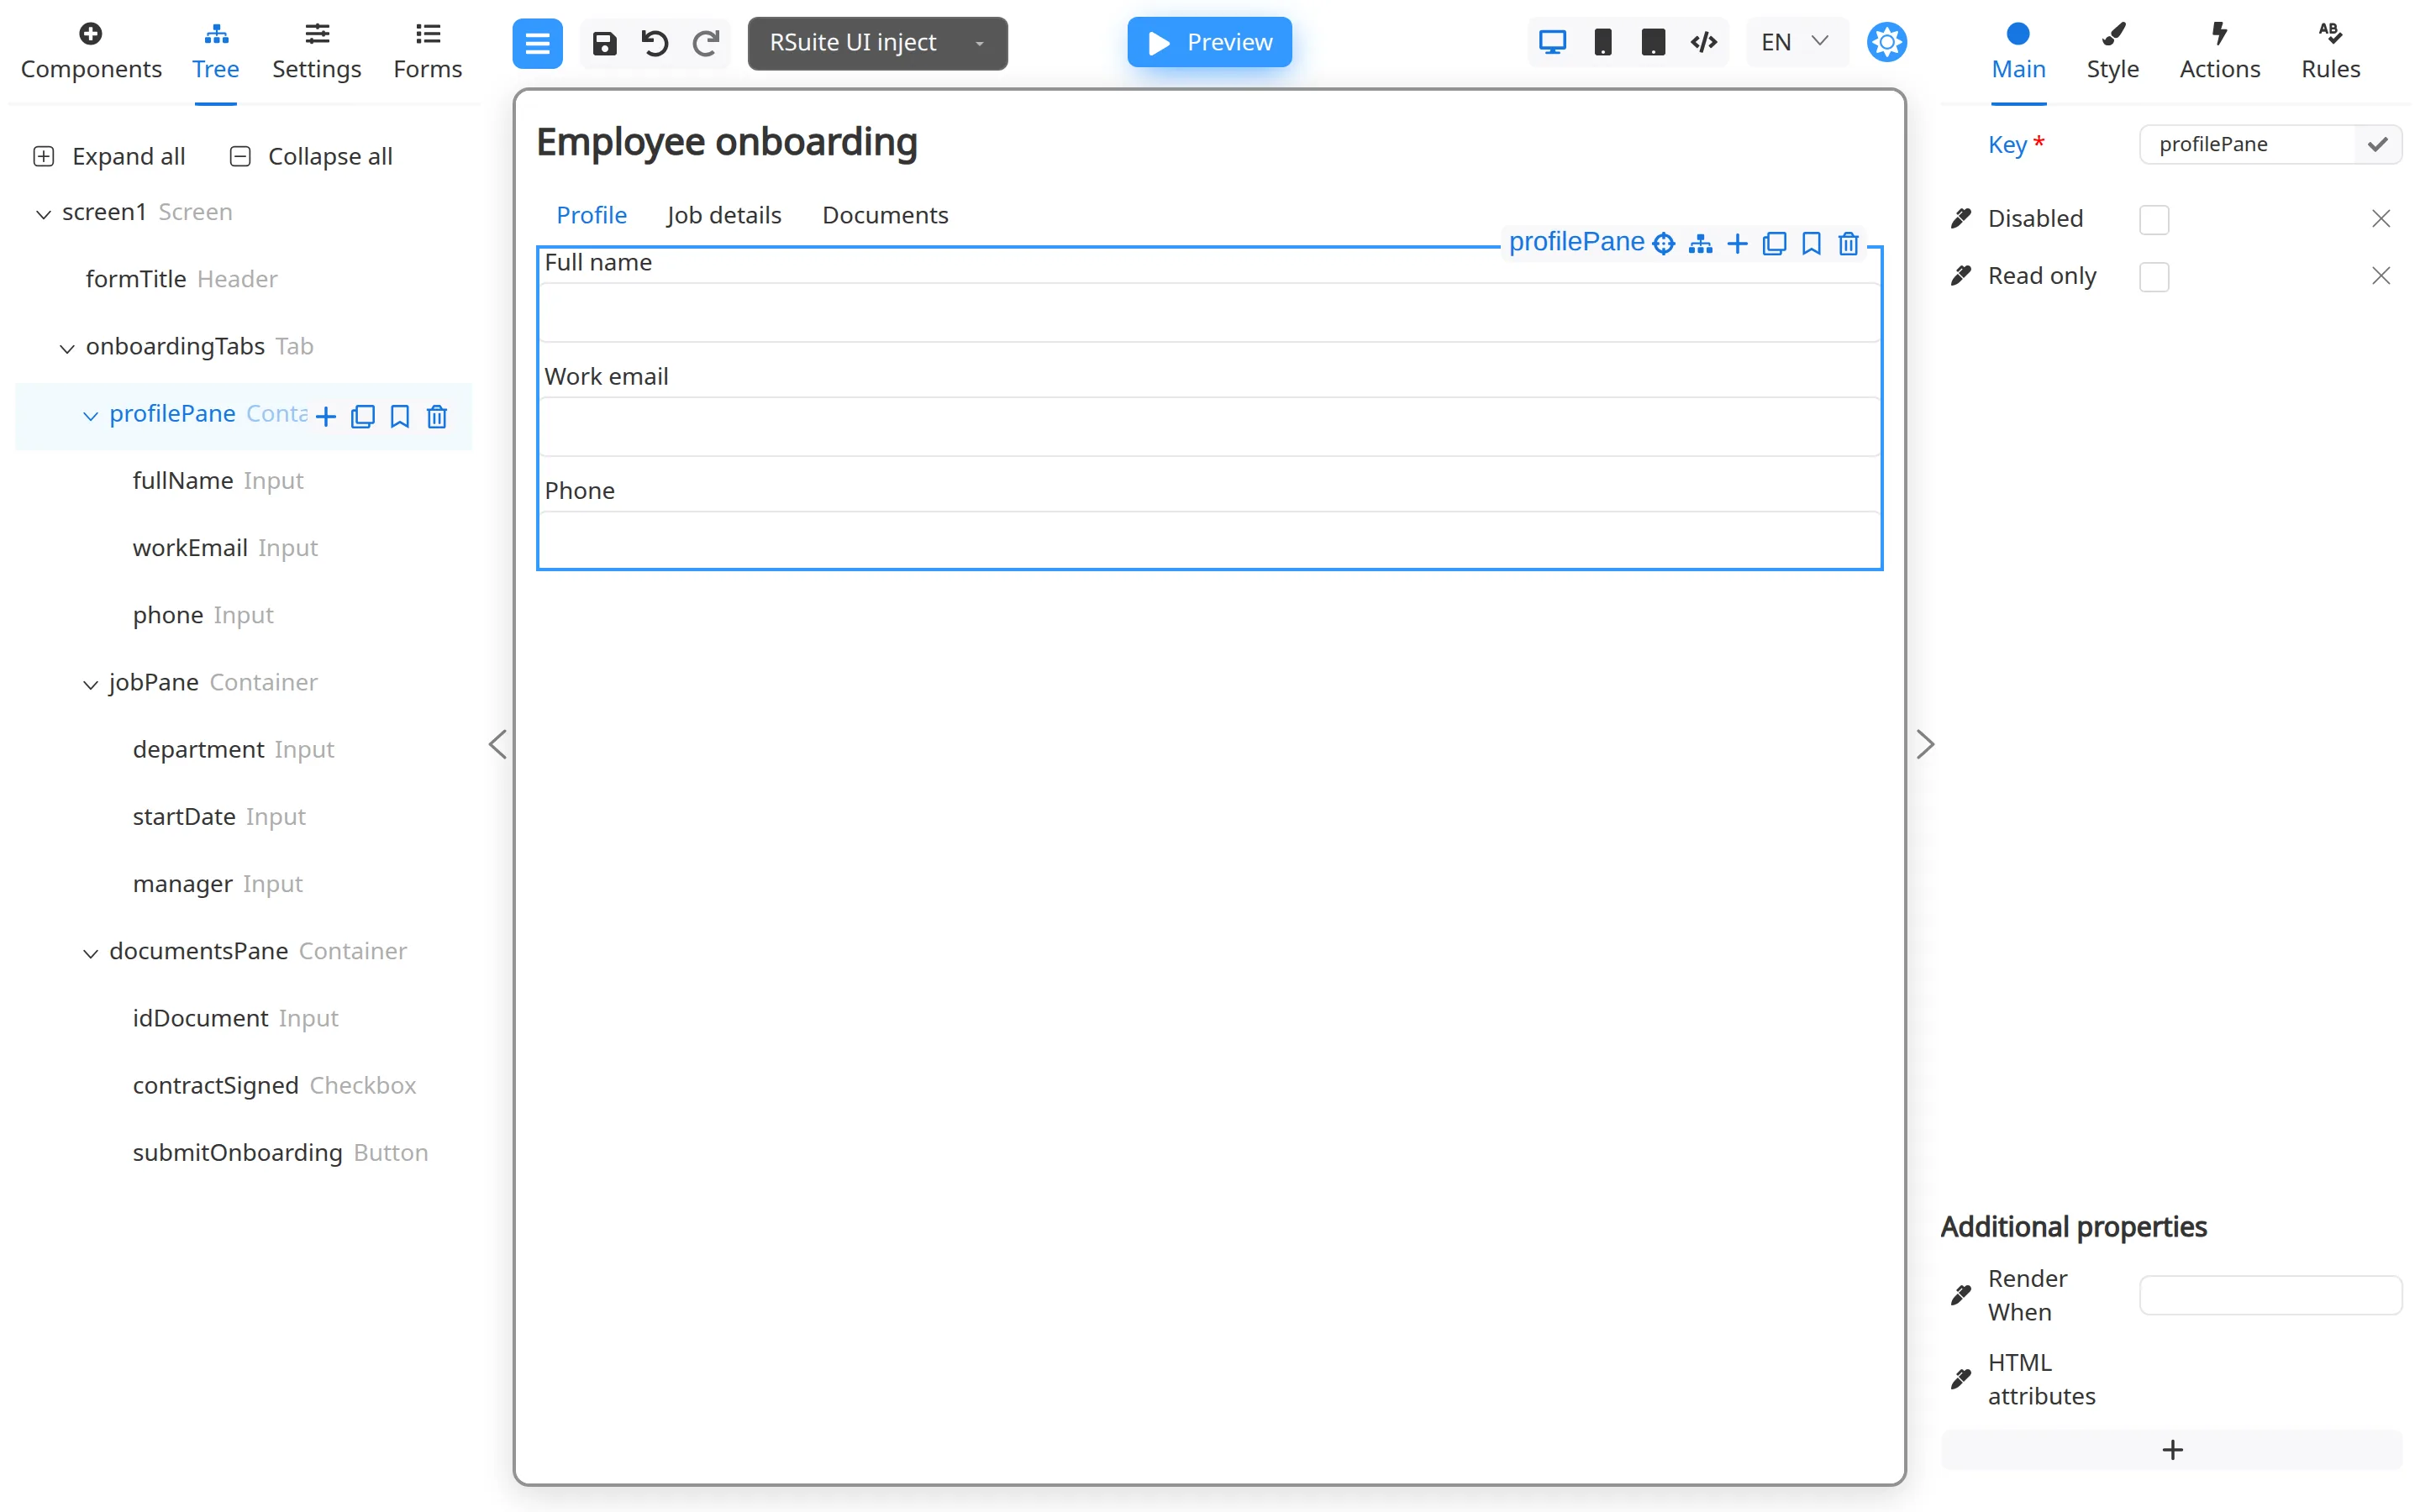 Components Tree Settings Forms
RSuite UI inject Preview EN
Main Style Actions Rules
Expand all Collapse all
screen1 Screen
formTitle Header
onboardingTabs Tab
profilePane Conta
fullName Input
workEmail Input
phone Input
jobPane Container
department Input
startDate Input
manager Input
documentsPane Container
idDocument Input
contractSigned Checkbox
submitOnboarding Button
Employee onboarding
Profile Job details Documents
profilePane
Full name
Work email
Phone
Key * profilePane
Disabled
Read only
Additional properties
Render
When
HTML
attributes